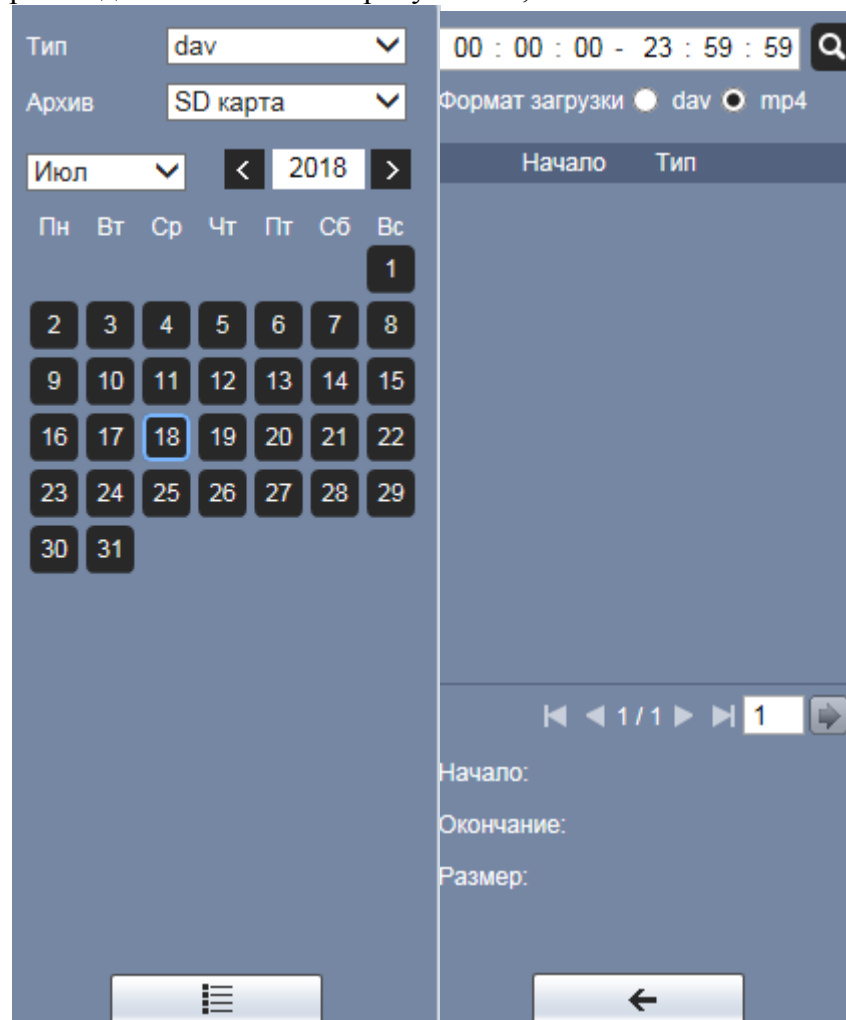 Тип dav
Архив SD карта
Июл 2018
Пн Вт Ср Чт Пт Сб Вс
1
2 3 4 5 6 7 8
9 10 11 12 13 14 15
16 17 18 19 20 21 22
23 24 25 26 27 28 29
30 31
00 : 00 : 00 - 23 : 59 : 59
Формат загрузки dav mp4
Начало Тип
1 / 1 1
Начало:
Окончание:
Размер: